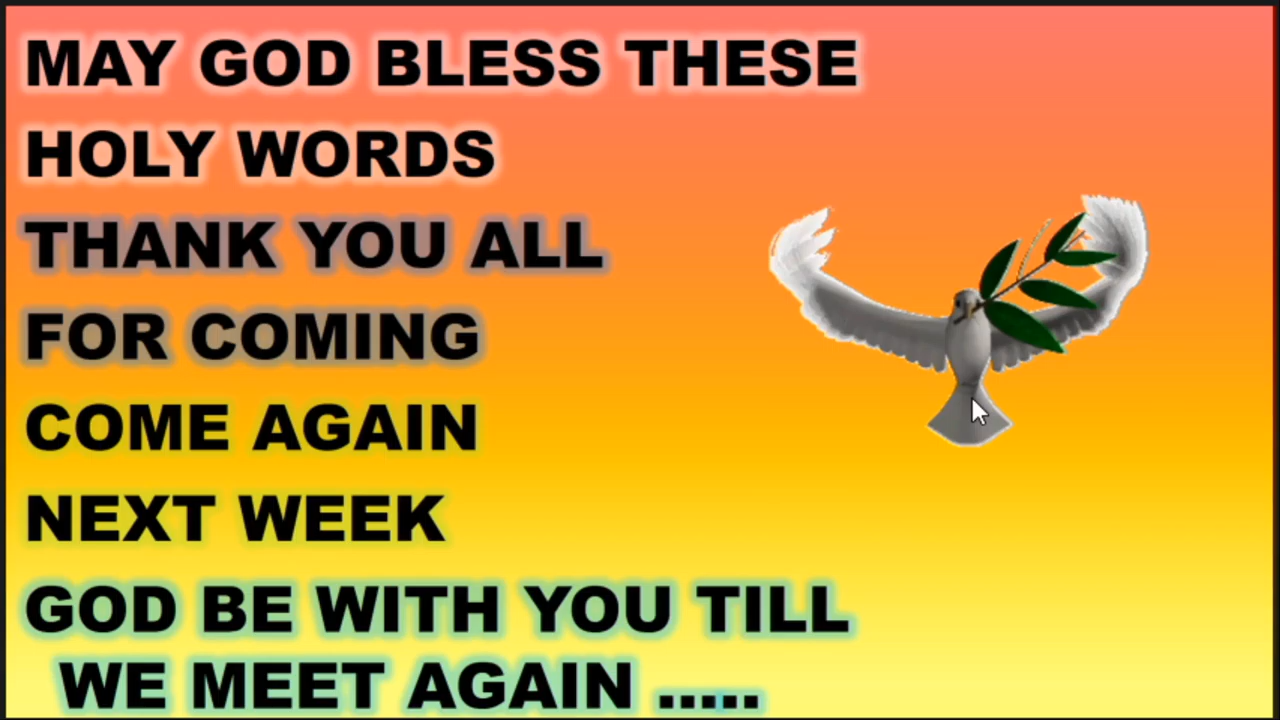 MAY GOD BLESS THESE
HOLY WORDS
THANK YOU ALL
FOR COMING
COME AGAIN
NEXT WEEK
GOD BE WITH YOU TILL
WE MEET AGAIN .....